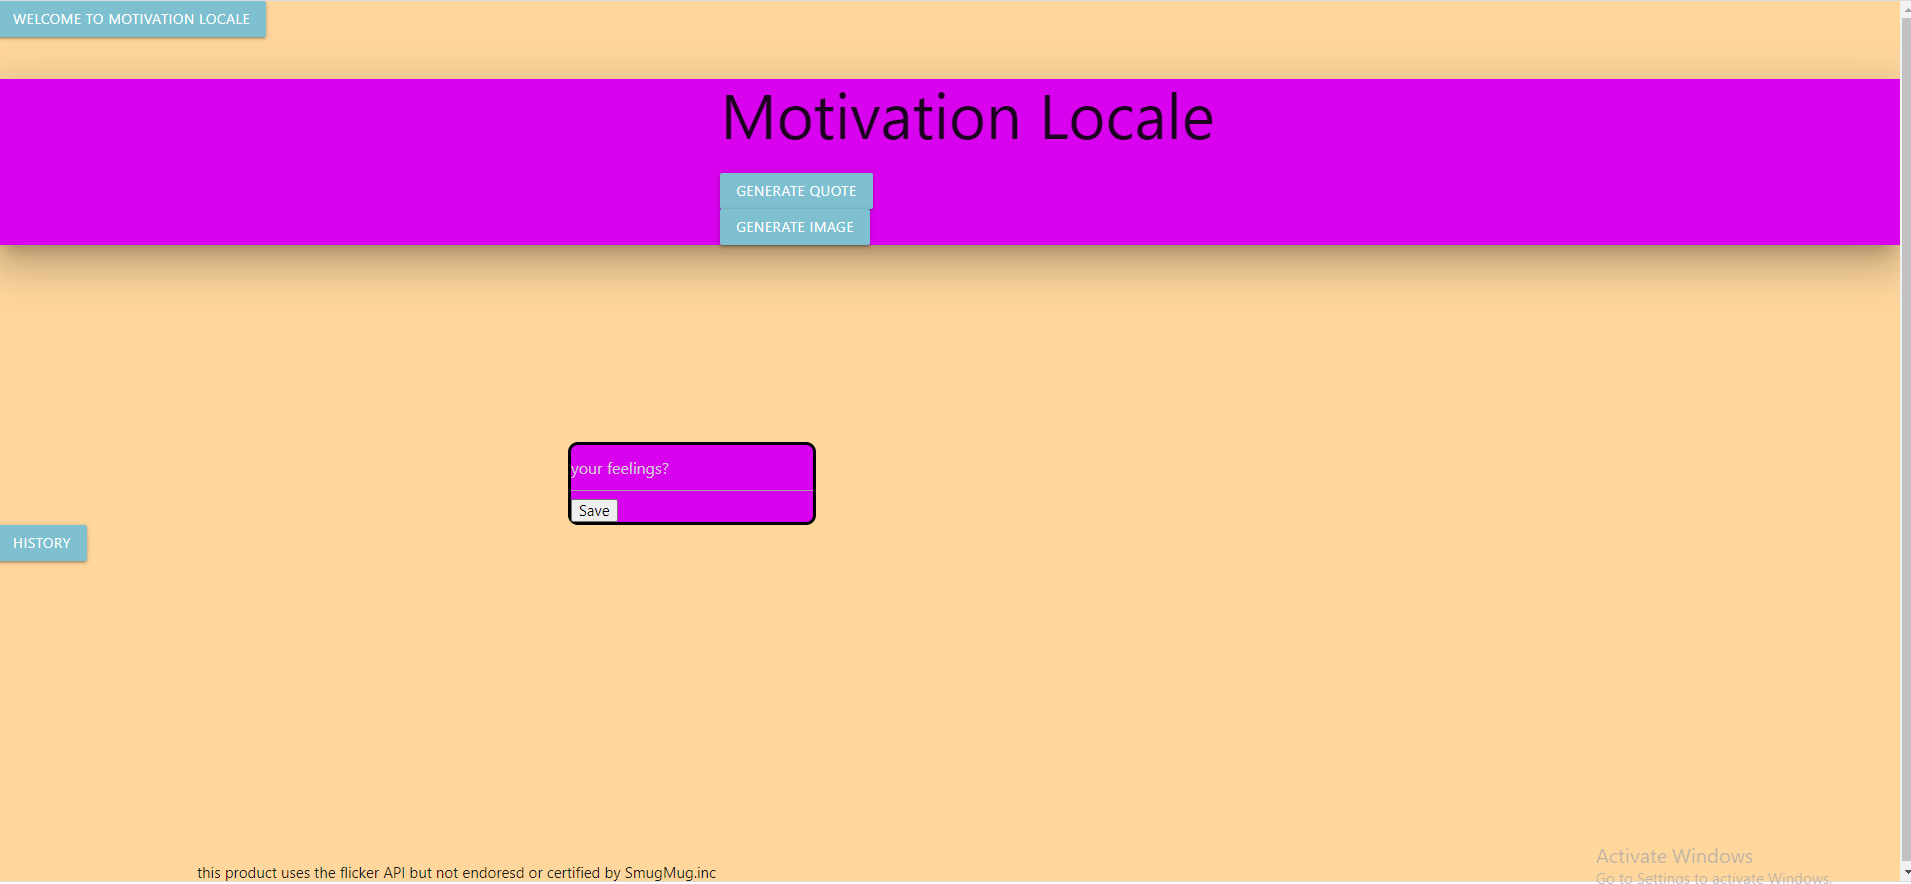 WELCOME TO MOTIVATION LOCALE
Motivation Locale
GENERATE QUOTE
GENERATE IMAGE
your feelings?
Save
HISTORY
this product uses the flicker API but not endoresd or certified by SmugMug.inc
Activate Windows
Go to Settings to activate Windows.